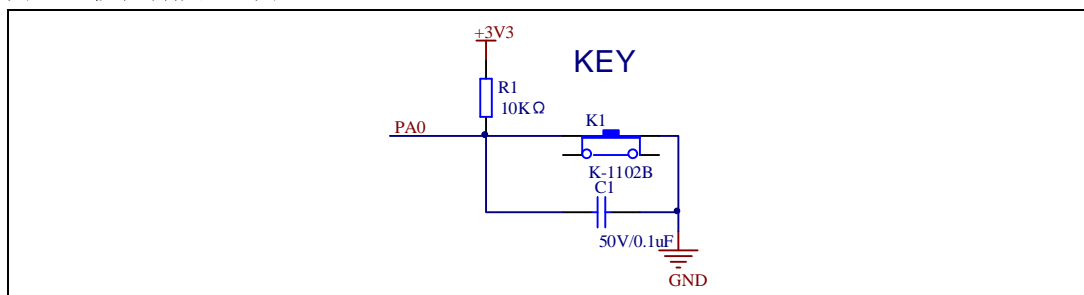 +3V3
KEY
R1
10KΩ
PA0
K1
K-1102B
C1
50V/0.1uF
GND